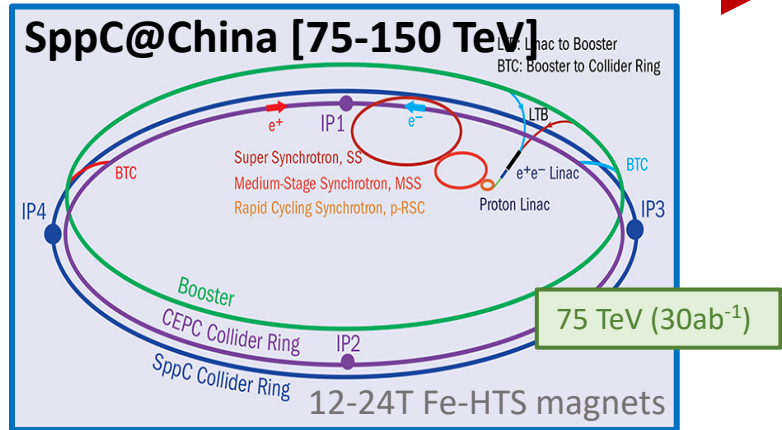 SppC@China [75-150 TeV]
LTB: Linac to Booster
BTC: Booster to Collider Ring
e+
IP1
e−
LTB
BTC
Super Synchrotron, SS
Medium-Stage Synchrotron, MSS
Rapid Cycling Synchrotron, p-RSC
e+e− Linac
BTC
Proton Linac
IP4
IP3
Booster
CEPC Collider Ring
IP2
SppC Collider Ring
75 TeV (30ab-1)
12-24T Fe-HTS magnets